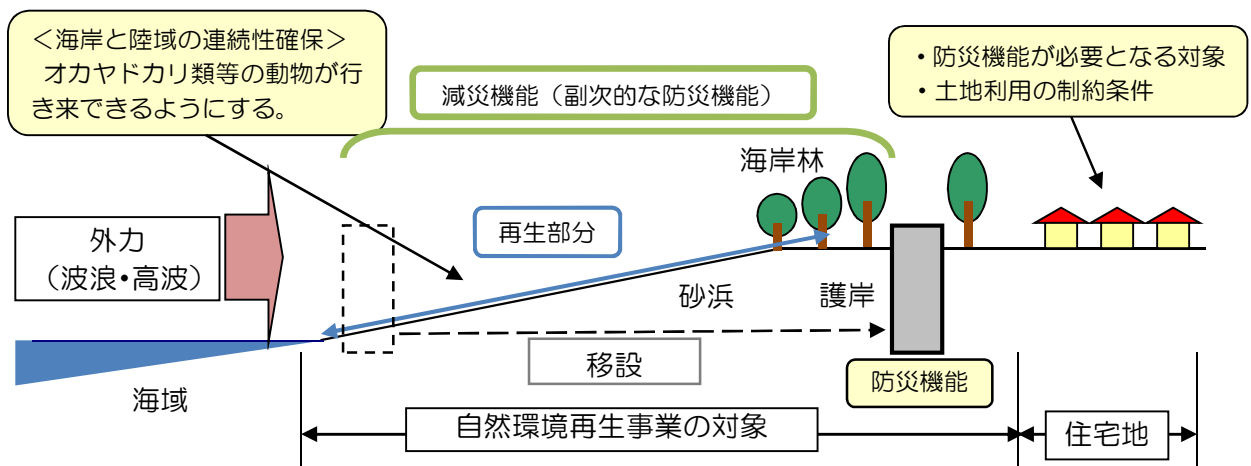 ＜海岸と陸域の連続性確保＞
オカヤドカリ類等の動物が行
き来できるようにする。
減災機能（副次的な防災機能）
・防災機能が必要となる対象
・土地利用の制約条件
海岸林
外力
（波浪・高波）
再生部分
砂浜
護岸
移設
防災機能
海域
自然環境再生事業の対象
住宅地